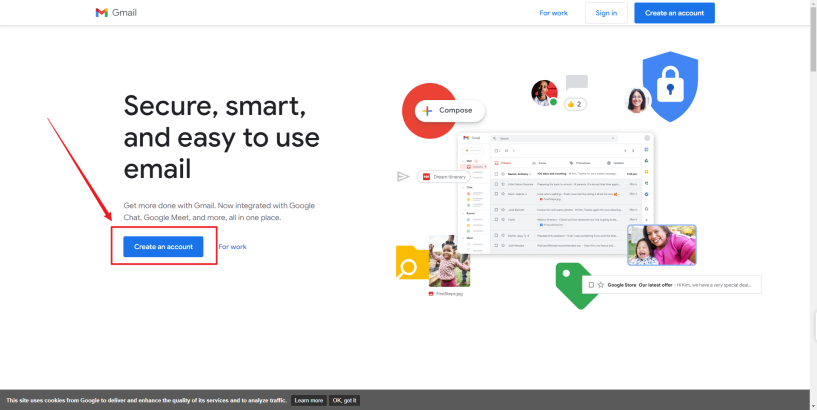 Gmail
For work
Sign in
Create an account
Secure, smart,
and easy to use
email
Get more done with Gmail. Now integrated with Google
Chat, Google Meet, and more, all in one place.
Create an account
For work
Compose
2
Gmail
Dream itinerary
Primary
FirstSteps.jpg
Google Store Our latest offer - Hi Kim, we have a very special deal...
This site uses cookies from Google to deliver and enhance the quality of its services and to analyze traffic. Learn more OK, got it